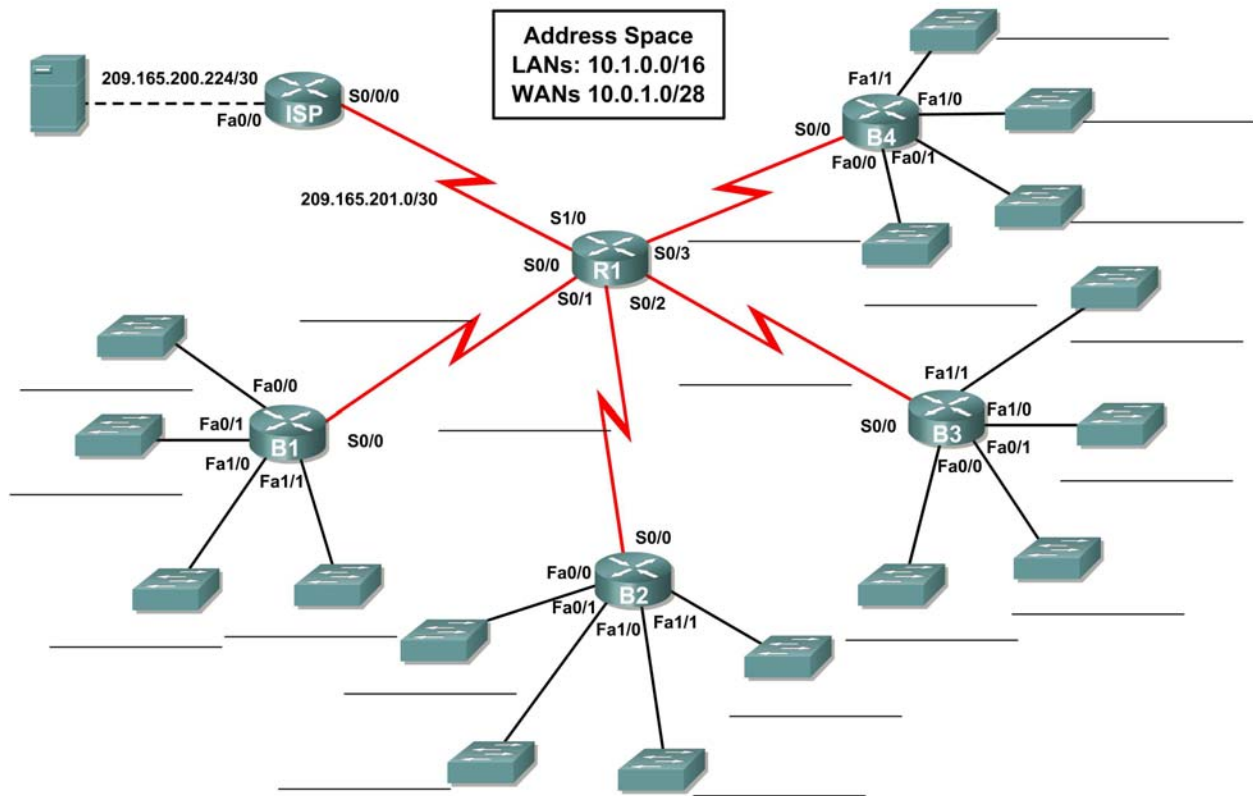 Address Space
LANs: 10.1.0.0/16
WANs 10.0.1.0/28
209.165.200.224/30
ISP
S0/0/0
Fa0/0
209.165.201.0/30
Fa1/1
Fa1/0
S0/0
B4
Fa0/0
Fa0/1
S1/0
S0/0
R1
S0/3
S0/1
S0/2
Fa0/0
Fa0/1
B1
S0/0
Fa1/0
Fa1/1
Fa1/1
Fa1/0
S0/0
B3
Fa0/1
Fa0/0
S0/0
Fa0/0
B2
Fa0/1
Fa1/0
Fa1/1